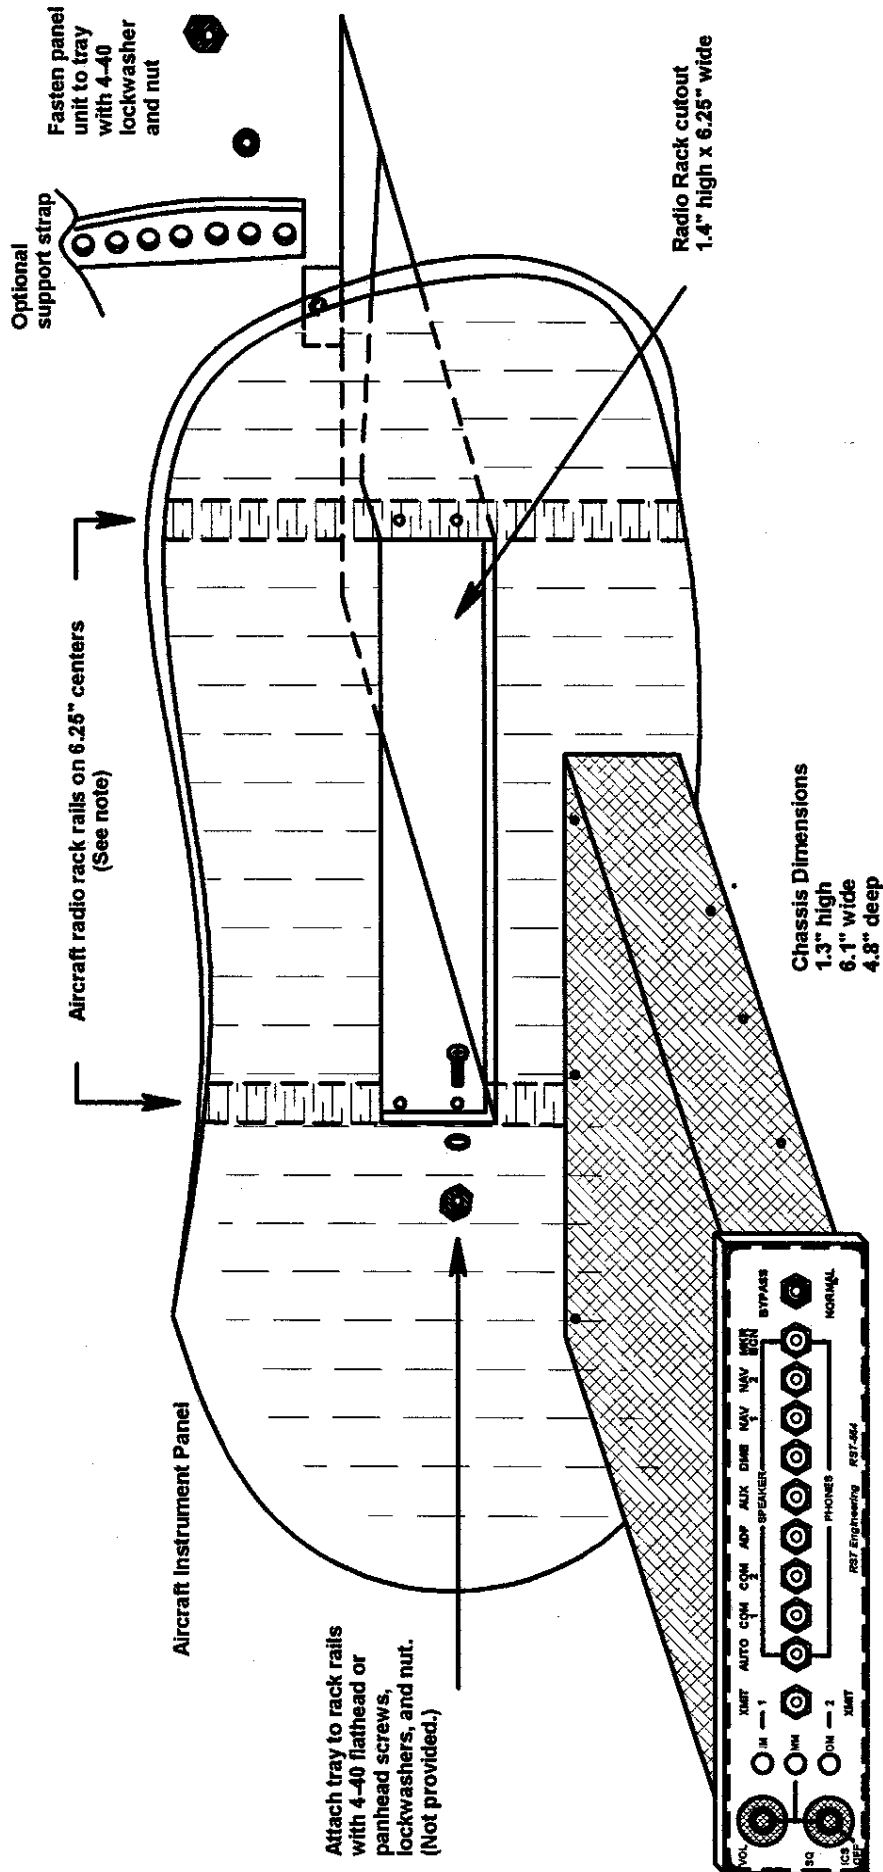 Optional
support strap
Fasten panel
unit to tray
with 4-40
lockwasher
and nut
Aircraft radio rack rails on 6.25" centers
(See note)
Radio Rack cutout
1.4" high x 6.25" wide
Aircraft Instrument Panel
Attach tray to rack rails
with 4-40 flathead or
panhead screws,
lockwashers, and nut.
(Not provided.)
Chassis Dimensions
1.3" high
6.1" wide
4.8" deep
VOL
SQ
ICS
OFF
IM
MM
OM
XMIT
1
2
XMIT
AUTO COM 1 COM 2 ADF AUX DME NAV 1 NAV 2 MKR BCN
SPEAKER
PHONES
BYPASS
NORMAL
RST Engineering RST-564